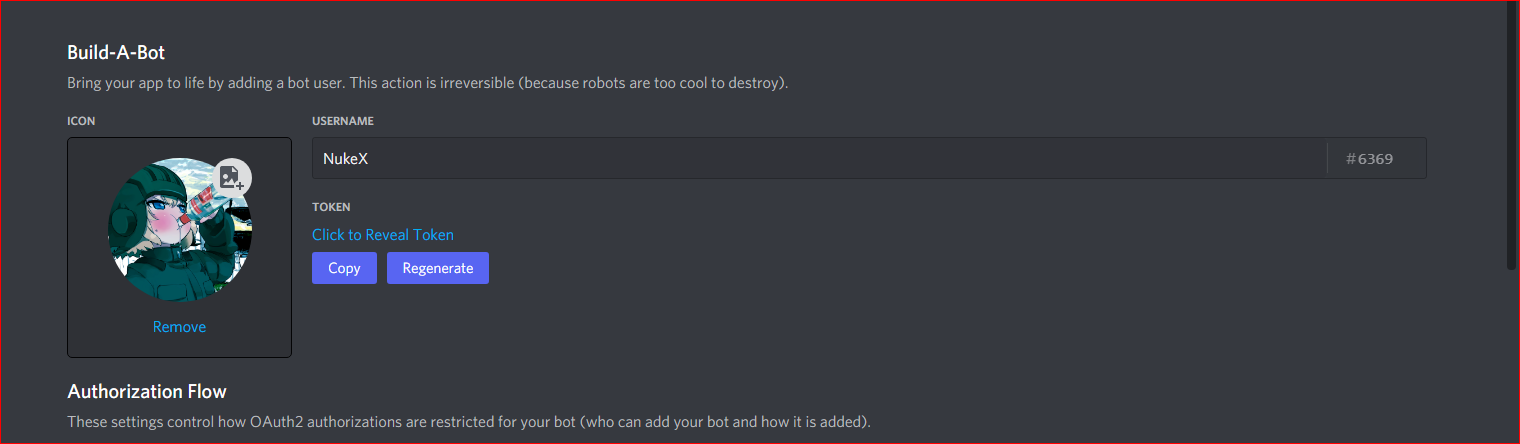 Build-A-Bot
Bring your app to life by adding a bot user. This action is irreversible (because robots are too cool to destroy).
ICON
USERNAME
NukeX
#6369
TOKEN
Click to Reveal Token
Copy
Regenerate
Remove
Authorization Flow
These settings control how OAuth2 authorizations are restricted for your bot (who can add your bot and how it is added).